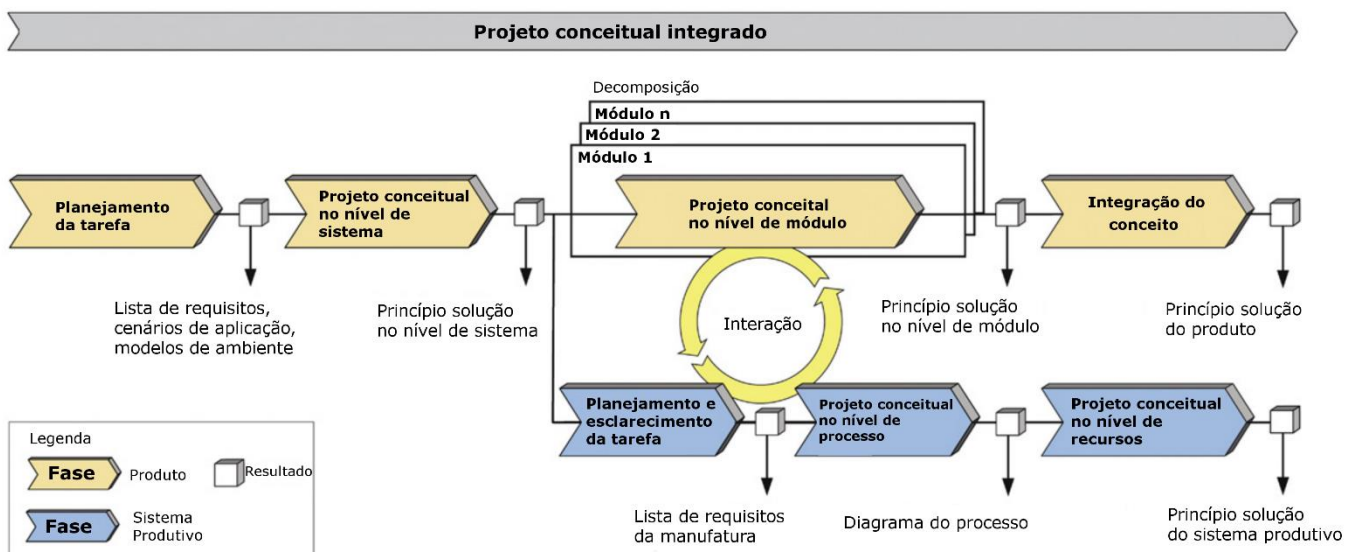 Projeto conceitual integrado
Decomposição
Módulo n
Módulo 2
Módulo 1
Planejamento
da tarefa
Projeto conceitual
no nível de
sistema
Projeto conceital
no nível de módulo
Integração do
conceito
Lista de requisitos,
cenários de aplicação,
modelos de ambiente
Princípio solução
no nível de sistema
Interação
Princípio solução
no nível de módulo
Princípio solução
do produto
Planejamento e
esclarecimento
da tarefa
Projeto conceitual
no nível de
processo
Projeto conceitual
no nível de
recursos
Lista de requisitos
da manufatura
Diagrama do processo
Princípio solução
do sistema produtivo
Legenda
Fase
Produto
Resultado
Fase
Sistema
Produtivo